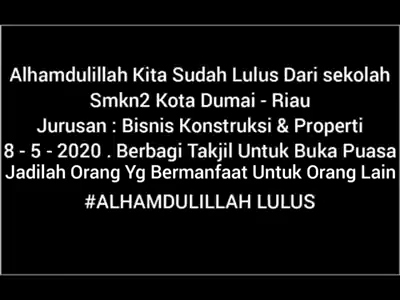 Alhamdulillah Kita Sudah Lulus Dari sekolah
Smkn2 Kota Dumai - Riau
Jurusan : Bisnis Konstruksi & Properti
8 - 5 - 2020 . Berbagi Takjil Untuk Buka Puasa
Jadilah Orang Yg Bermanfaat Untuk Orang Lain
#ALHAMDULILLAH LULUS